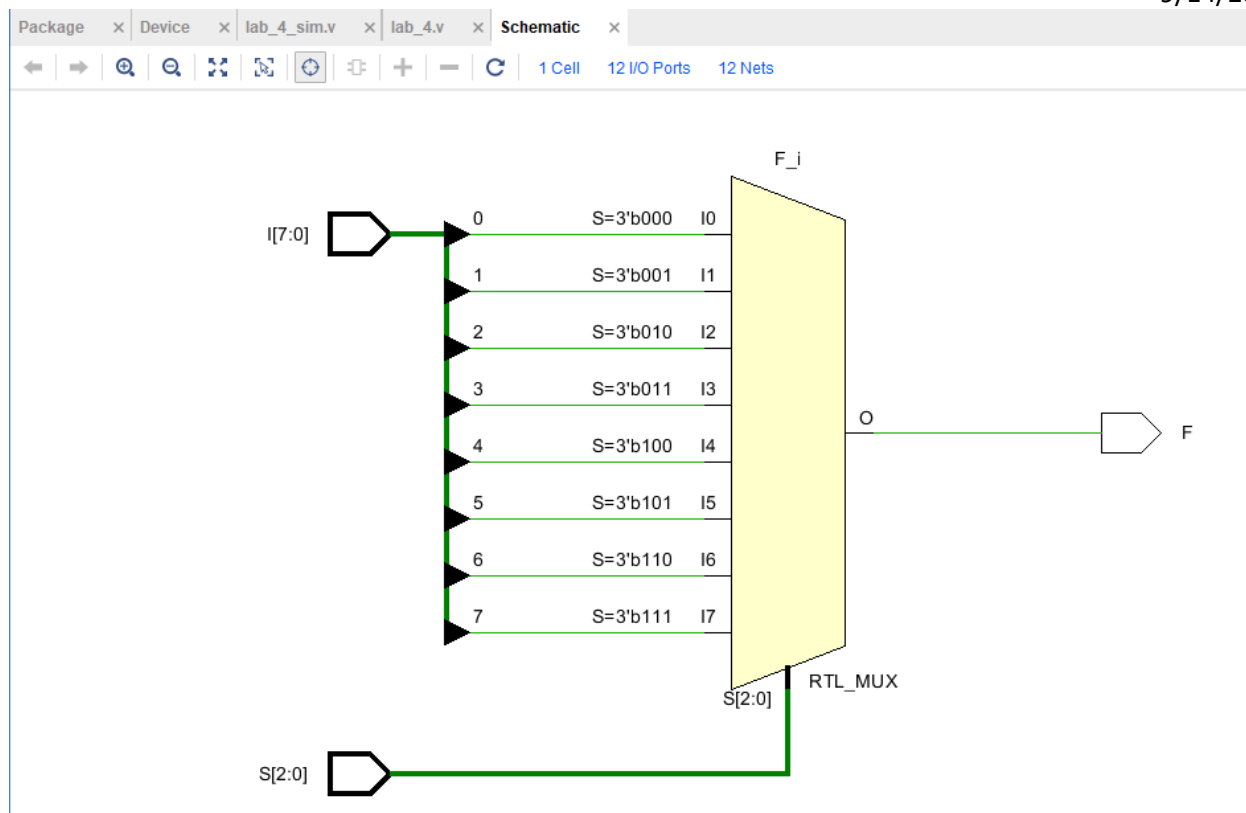 Package × Device × lab_4_sim.v × lab_4.v × Schematic ×
1 Cell 12 I/O Ports 12 Nets
F_i
I[7:0]
0 S=3'b000 I0
1 S=3'b001 I1
2 S=3'b010 I2
3 S=3'b011 I3
4 S=3'b100 I4
5 S=3'b101 I5
6 S=3'b110 I6
7 S=3'b111 I7
O
F
RTL_MUX
S[2:0]
S[2:0]